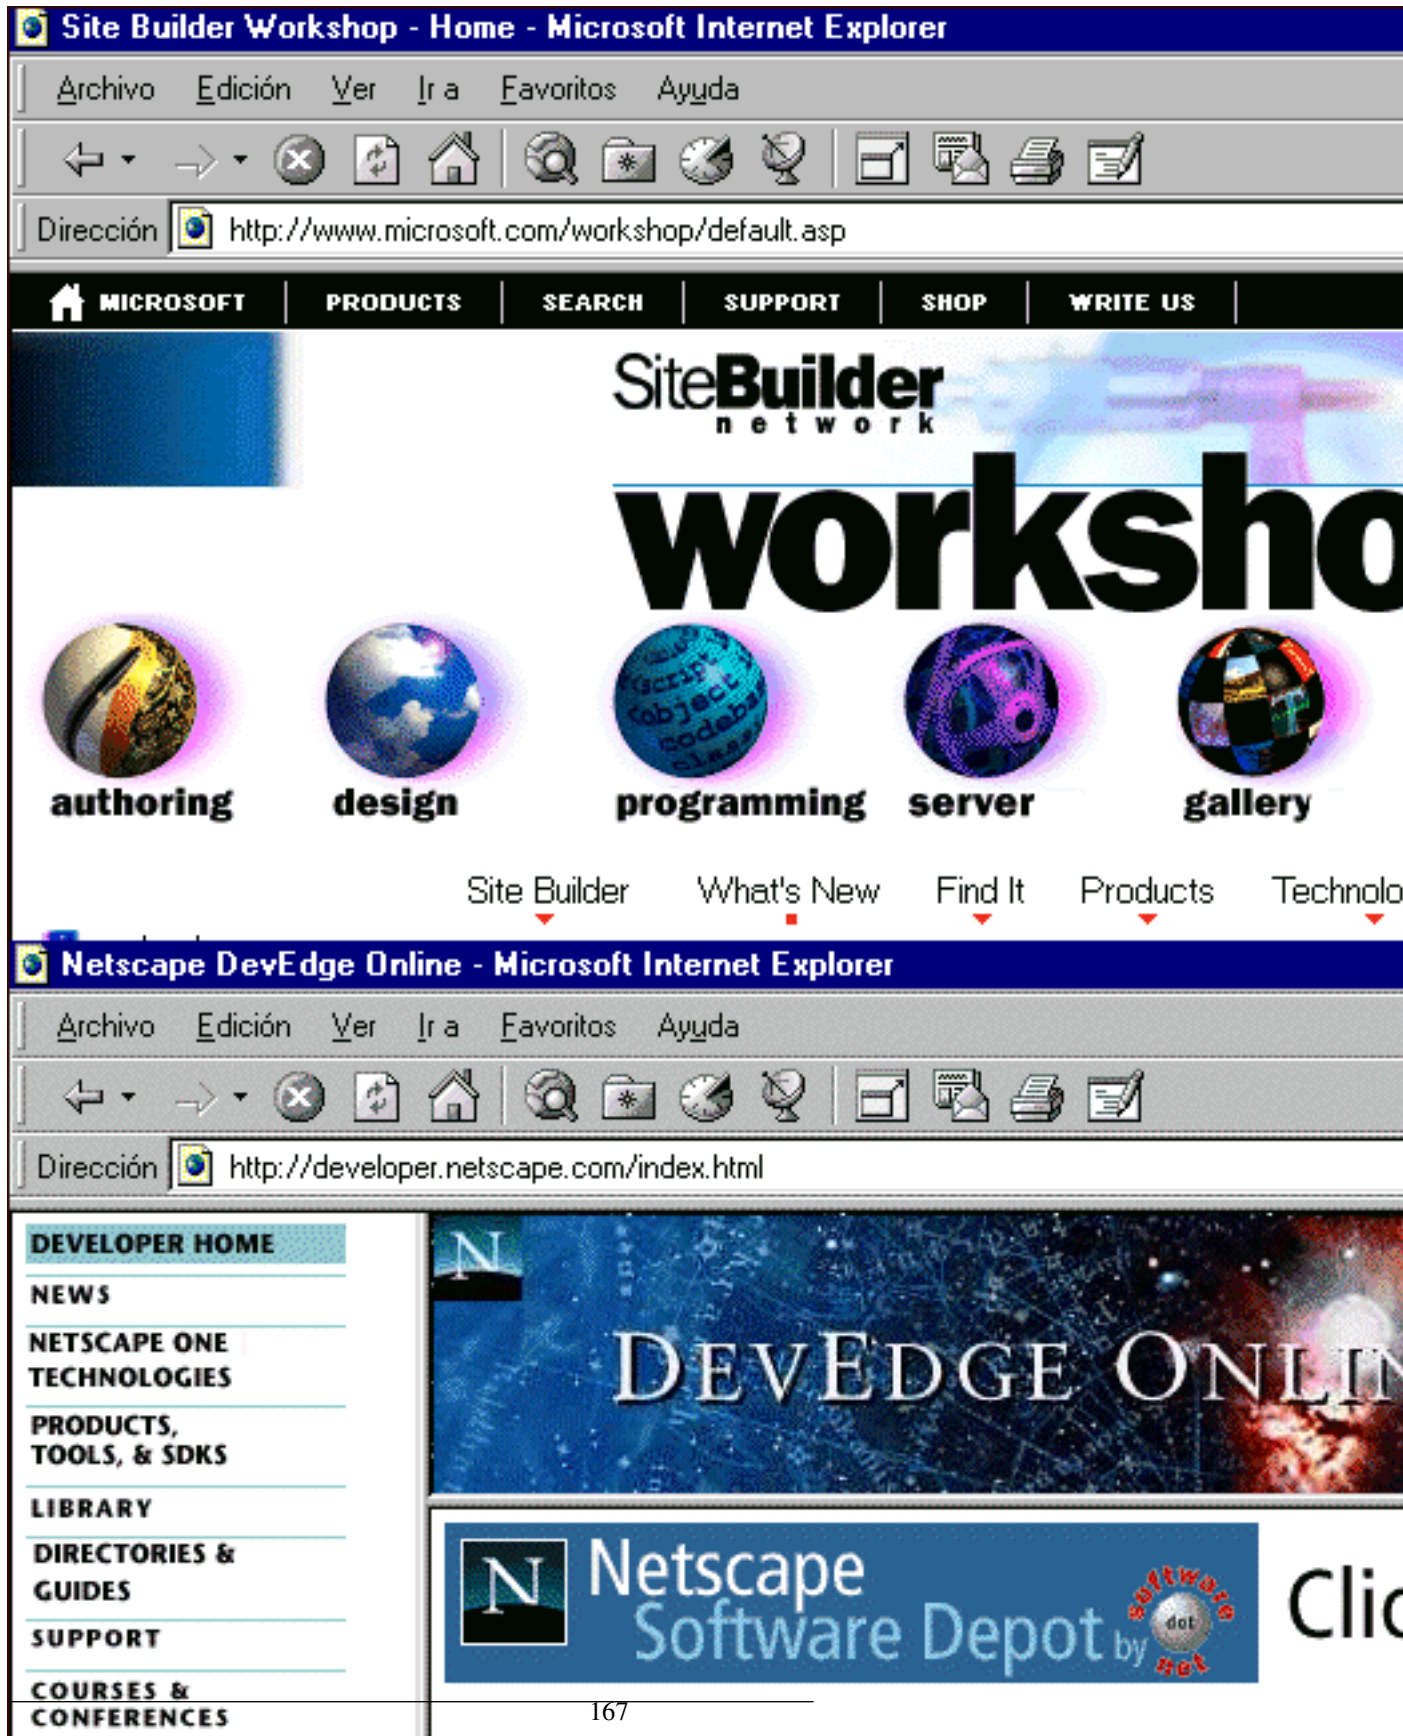 Site Builder Workshop - Home - Microsoft Internet Explorer
Archivo Edición Ver Ir a Favoritos Ayuda
Dirección http://www.microsoft.com/workshop/default.asp
MICROSOFT PRODUCTS SEARCH SUPPORT SHOP WRITE US
SiteBuilder
network
worksho
script
object
codeba
class
authoring design programming server gallery
Site Builder What's New Find It Products Technolo
Netscape DevEdge Online - Microsoft Internet Explorer
Archivo Edición Ver Ir a Favoritos Ayuda
Dirección http://developer.netscape.com/index.html
DEVELOPER HOME
NEWS
NETSCAPE ONE
TECHNOLOGIES
PRODUCTS,
TOOLS, & SDKS
LIBRARY
DIRECTORIES &
GUIDES
SUPPORT
COURSES &
CONFERENCES
N
DEVEDGE ONLIN
N Netscape
Software Depot by software dot net
Clic
167